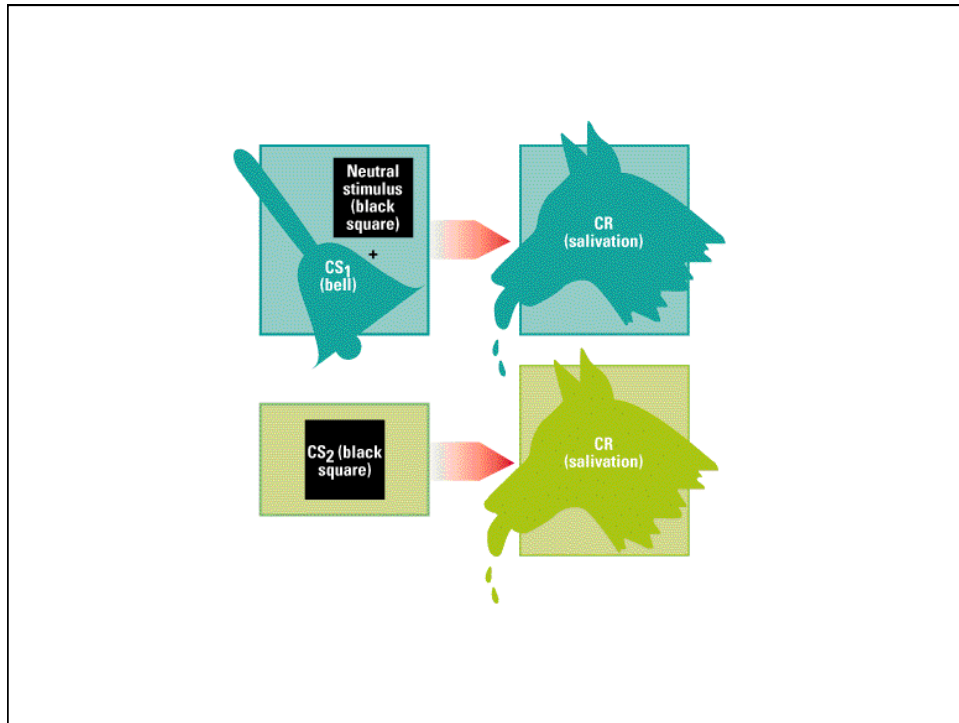 Neutral
stimulus
(black
square)
+
CS₁
(bell)
CR
(salivation)
CS₂ (black
square)
CR
(salivation)